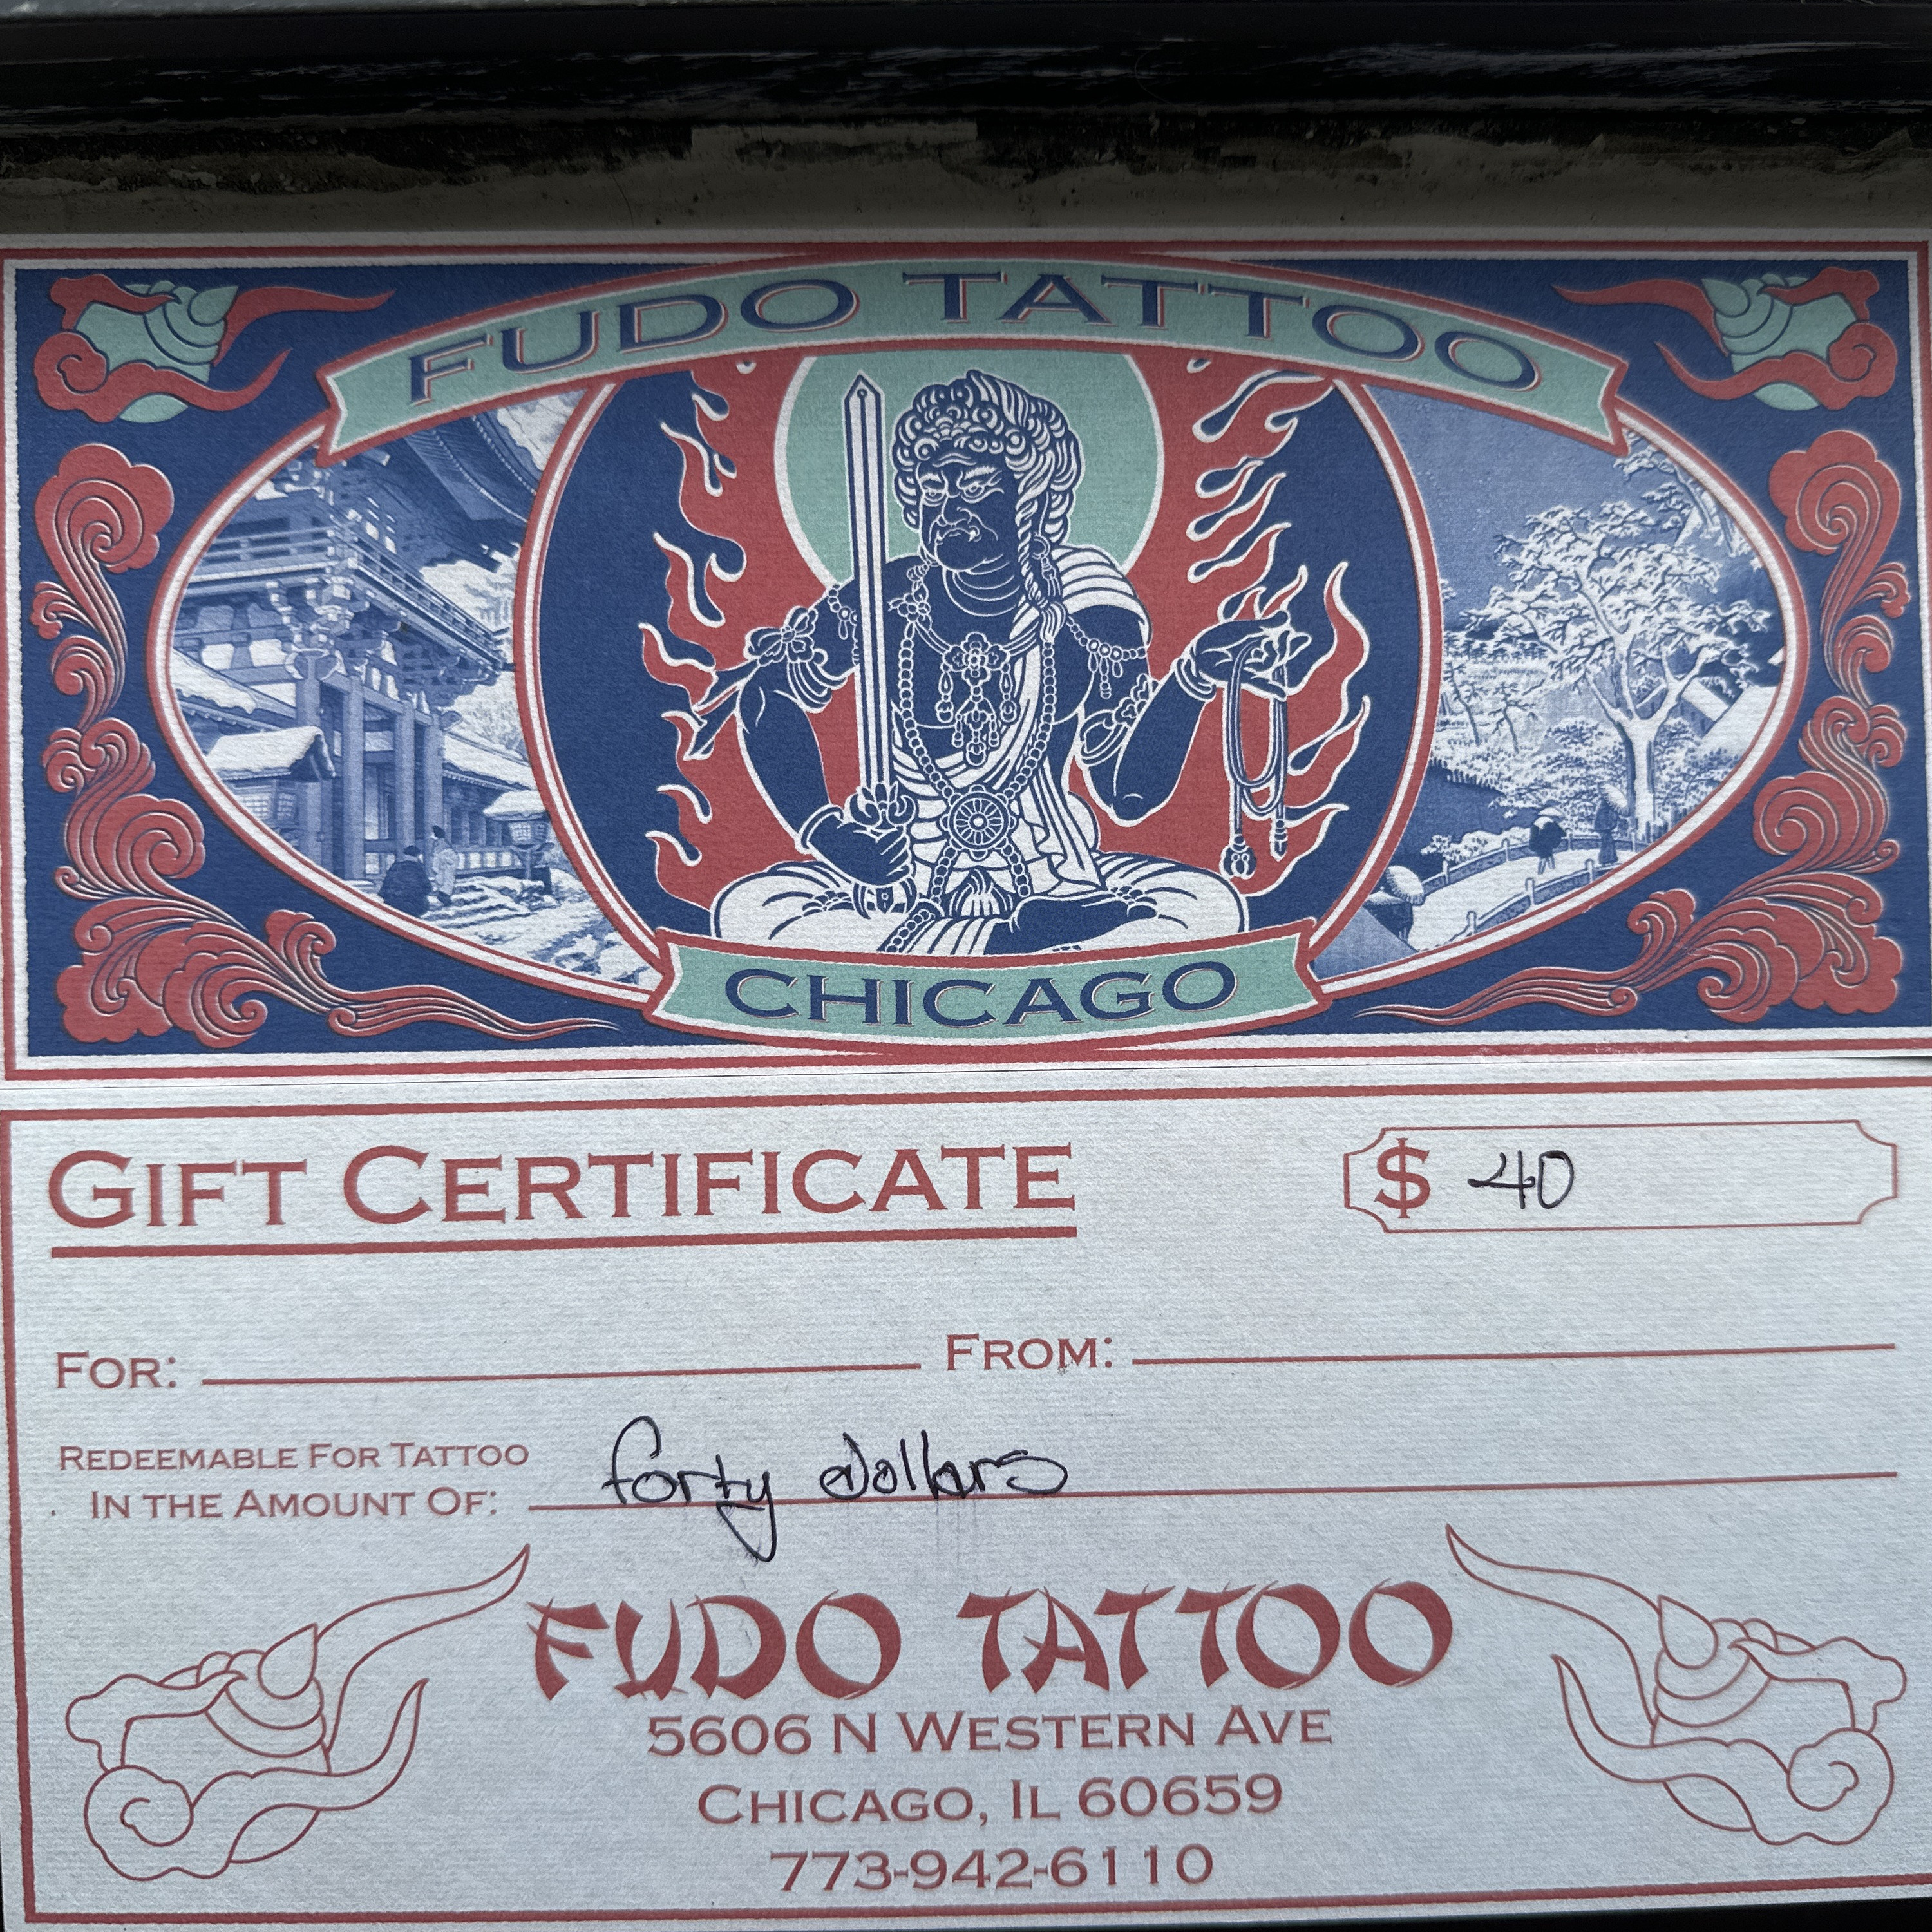 FUDO TATTOO
CHICAGO
GIFT CERTIFICATE $ 40
FOR: FROM:
REDEEMABLE FOR TATTOO
IN THE AMOUNT OF: forty dollars
FUDO TATTOO
5606 N WESTERN AVE
CHICAGO, IL 60659
773-942-6110